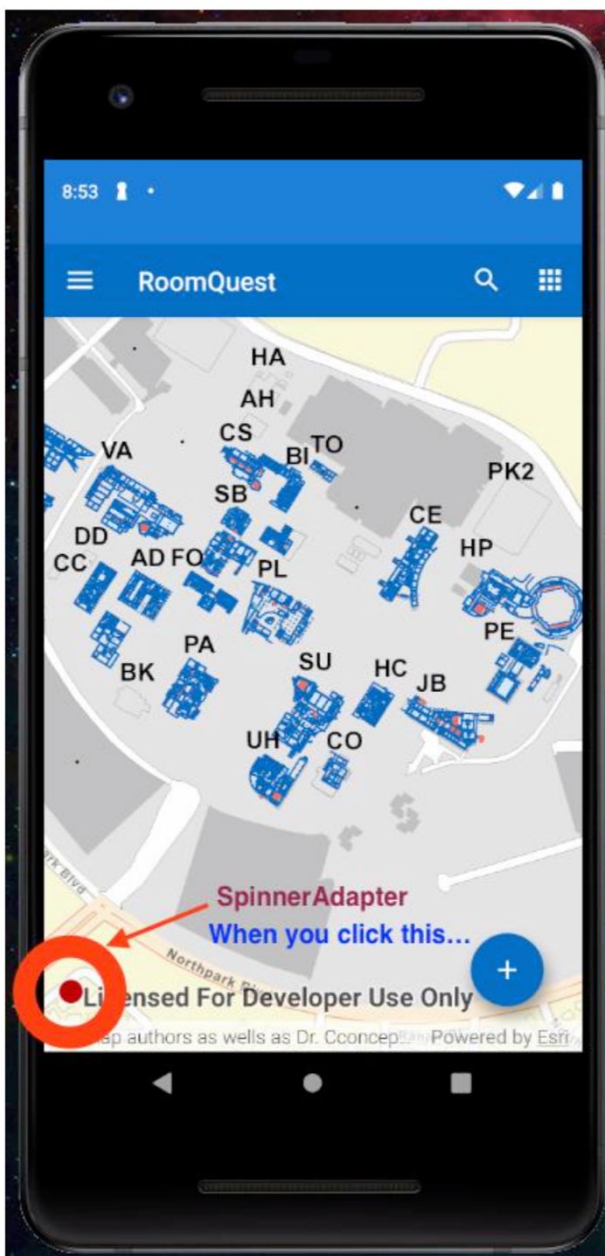 8:53
RoomQuest
HA
AH
CS
BI
TO
VA
SB
PK2
CE
DD
HP
CC
AD
FO
PL
PE
PA
SU
HC
JB
BK
UH
CO
SpinnerAdapter
When you click this...
Park Blvd
Northpark
+
Licensed For Developer Use Only
authors as wells as Dr. Cconcep... Powered by Esri